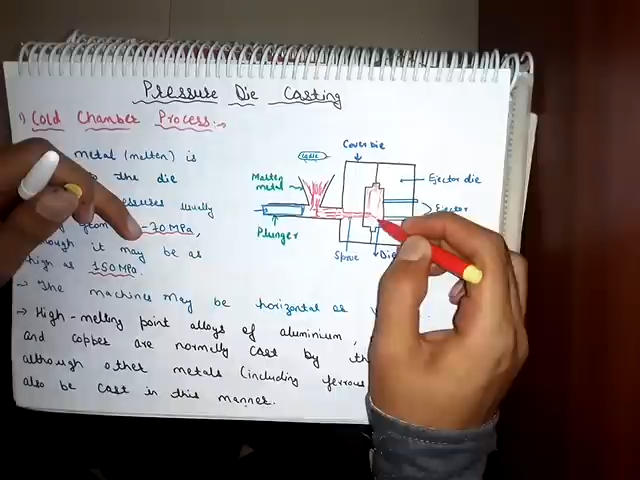 Pressure Die Casting
1) Cold Chamber Process:→
metal (molten) is
the die
usually
-70 MPa,
it may be as
high as 150 MPa.
→ The machines may be horizontal or
→ High-melting point alloys of aluminium,
and copper are normally cast by
although other metals (including ferrous
also be cast in this manner.
Cover die
Ladle
Molten
metal
Ejector die
Ejector
Plunger
Sprue
Die